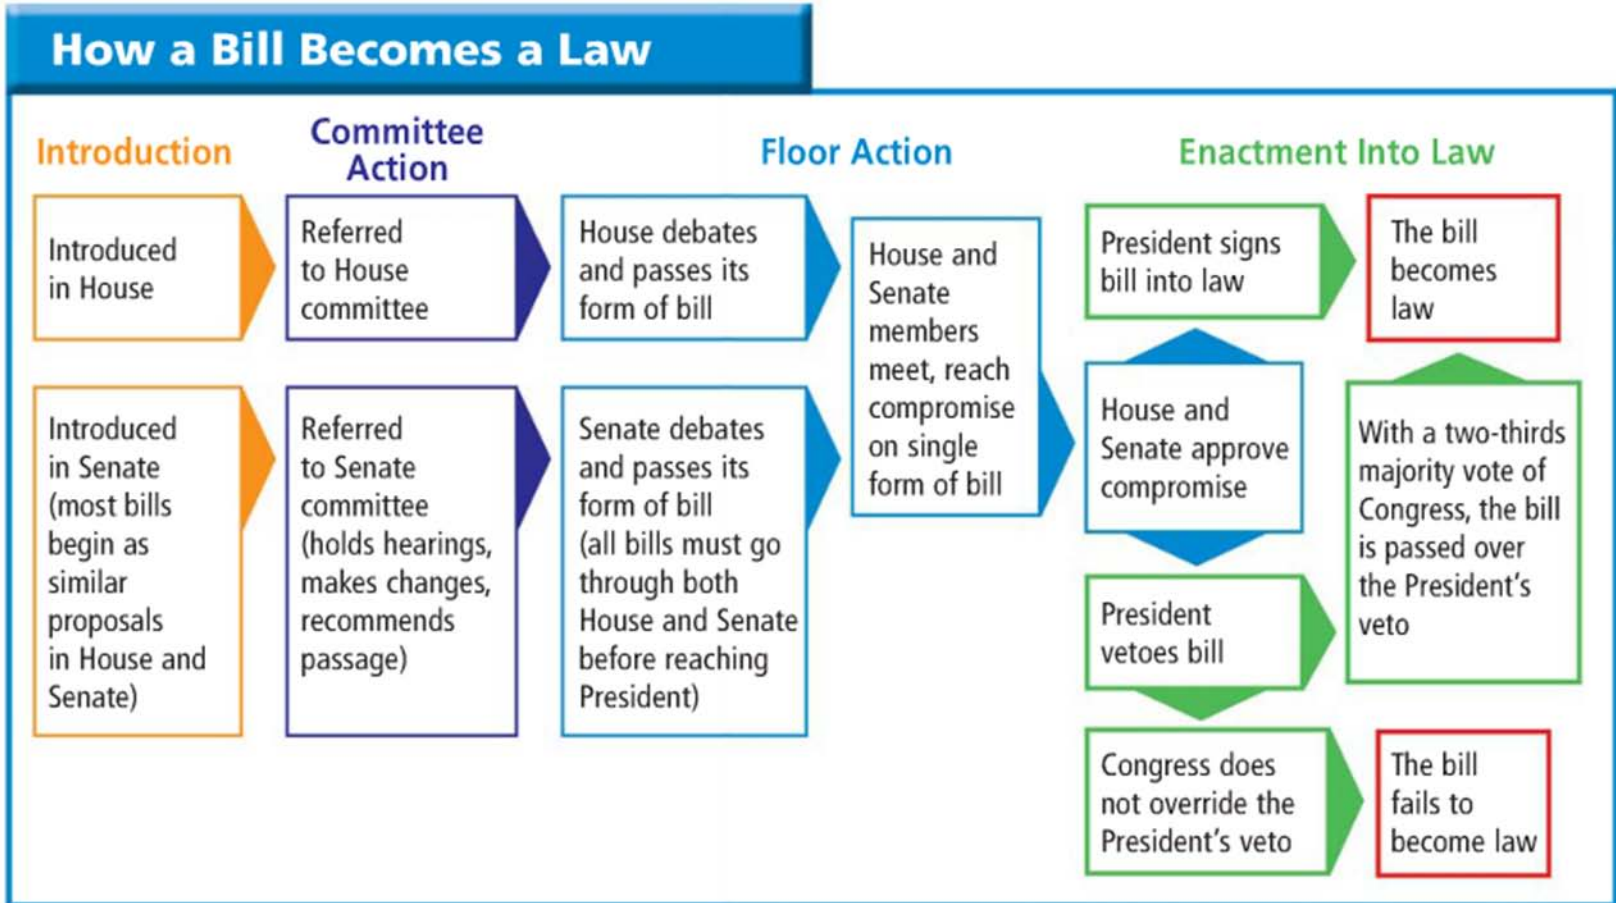 How a Bill Becomes a Law
Introduction
Committee
Action
Floor Action
Enactment Into Law
Introduced
in House
Referred
to House
committee
House debates
and passes its
form of bill
House and
Senate
members
meet, reach
compromise
on single
form of bill
President signs
bill into law
The bill
becomes
law
Introduced
in Senate
(most bills
begin as
similar
proposals
in House and
Senate)
Referred
to Senate
committee
(holds hearings,
makes changes,
recommends
passage)
Senate debates
and passes its
form of bill
(all bills must go
through both
House and Senate
before reaching
President)
House and
Senate approve
compromise
With a two-thirds
majority vote of
Congress, the bill
is passed over
the President's
veto
President
vetoes bill
Congress does
not override the
President's veto
The bill
fails to
become law